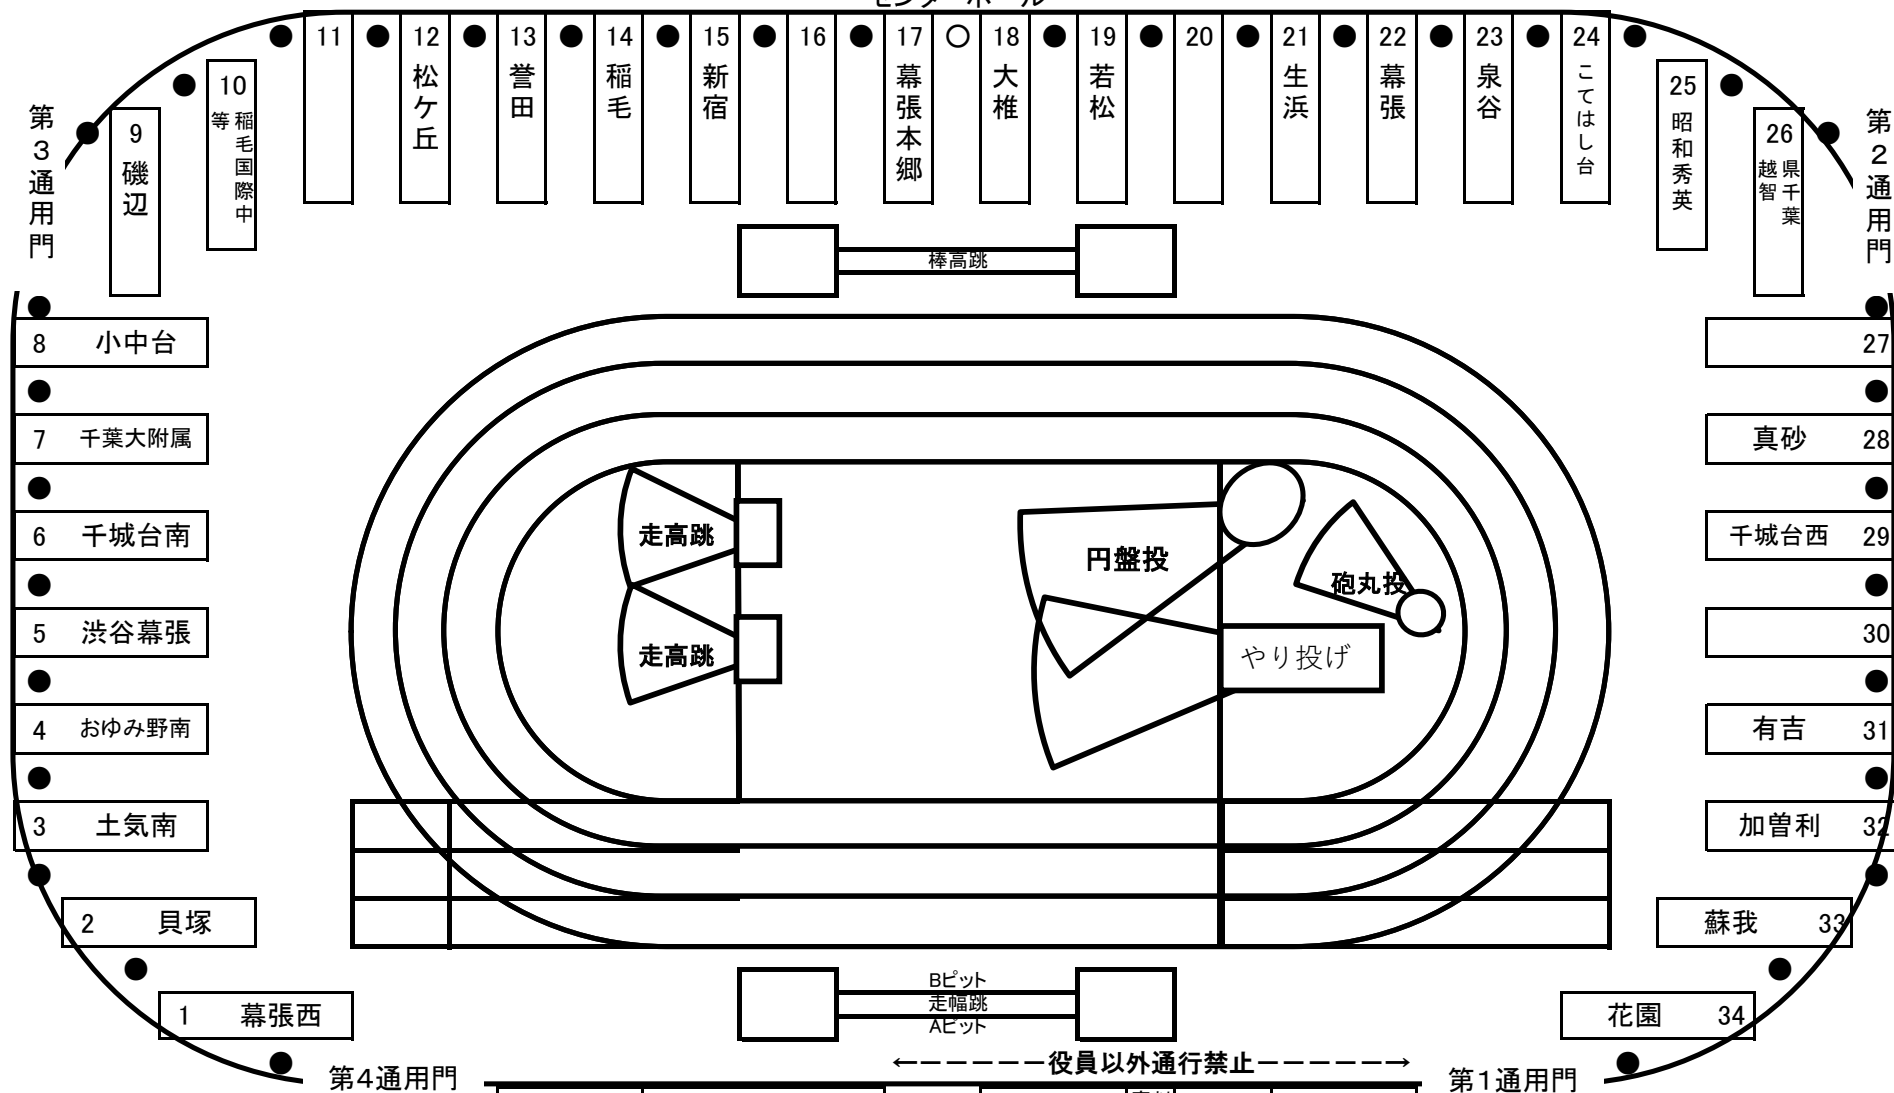 センターポール
11
12 松ケ丘
13 誉田
14 稲毛
15 新宿
16
17 幕張本郷
18 大椎
19 若松
20
21 生浜
22 幕張
23 泉谷
24 こてはし台
10 稲毛国際中等
25 昭和秀英
9 磯辺
26 県千葉 越智
第3通用門
第2通用門
棒高跳
8 小中台
27
7 千葉大附属
真砂 28
6 千城台南
千城台西 29
5 渋谷幕張
30
4 おゆみ野南
有吉 31
3 土気南
加曽利 32
2 貝塚
蘇我 33
1 幕張西
花園 34
走高跳
走高跳
円盤投
砲丸投
やり投げ
Bピット
走幅跳
Aピット
←－－－－－－役員以外通行禁止－－－－－－→
第4通用門
第1通用門